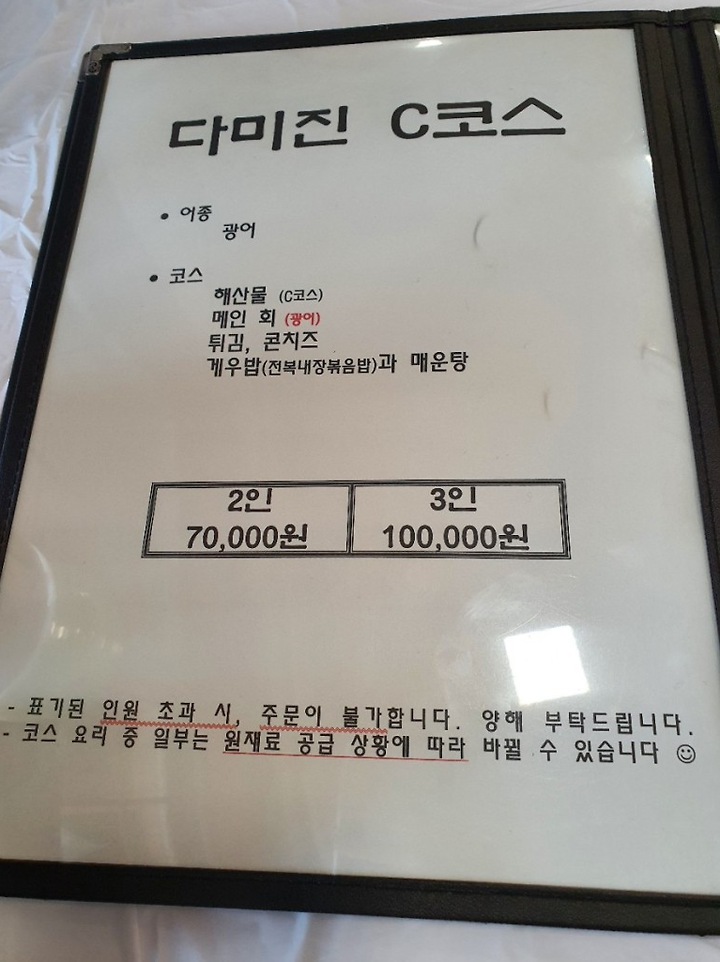 다미진 C코스
• 어종
광어
• 코스
해산물 (C코스)
메인 회 (광어)
튀김, 콘치즈
게우밥(전복내장볶음밥)과 매운탕
2인 3인
70,000원 100,000원
- 표기된 인원 초과 시, 주문이 불가합니다. 양해 부탁드립니다.
- 코스 요리 중 일부는 원재료 공급 상황에 따라 바뀔 수 있습니다 ☺